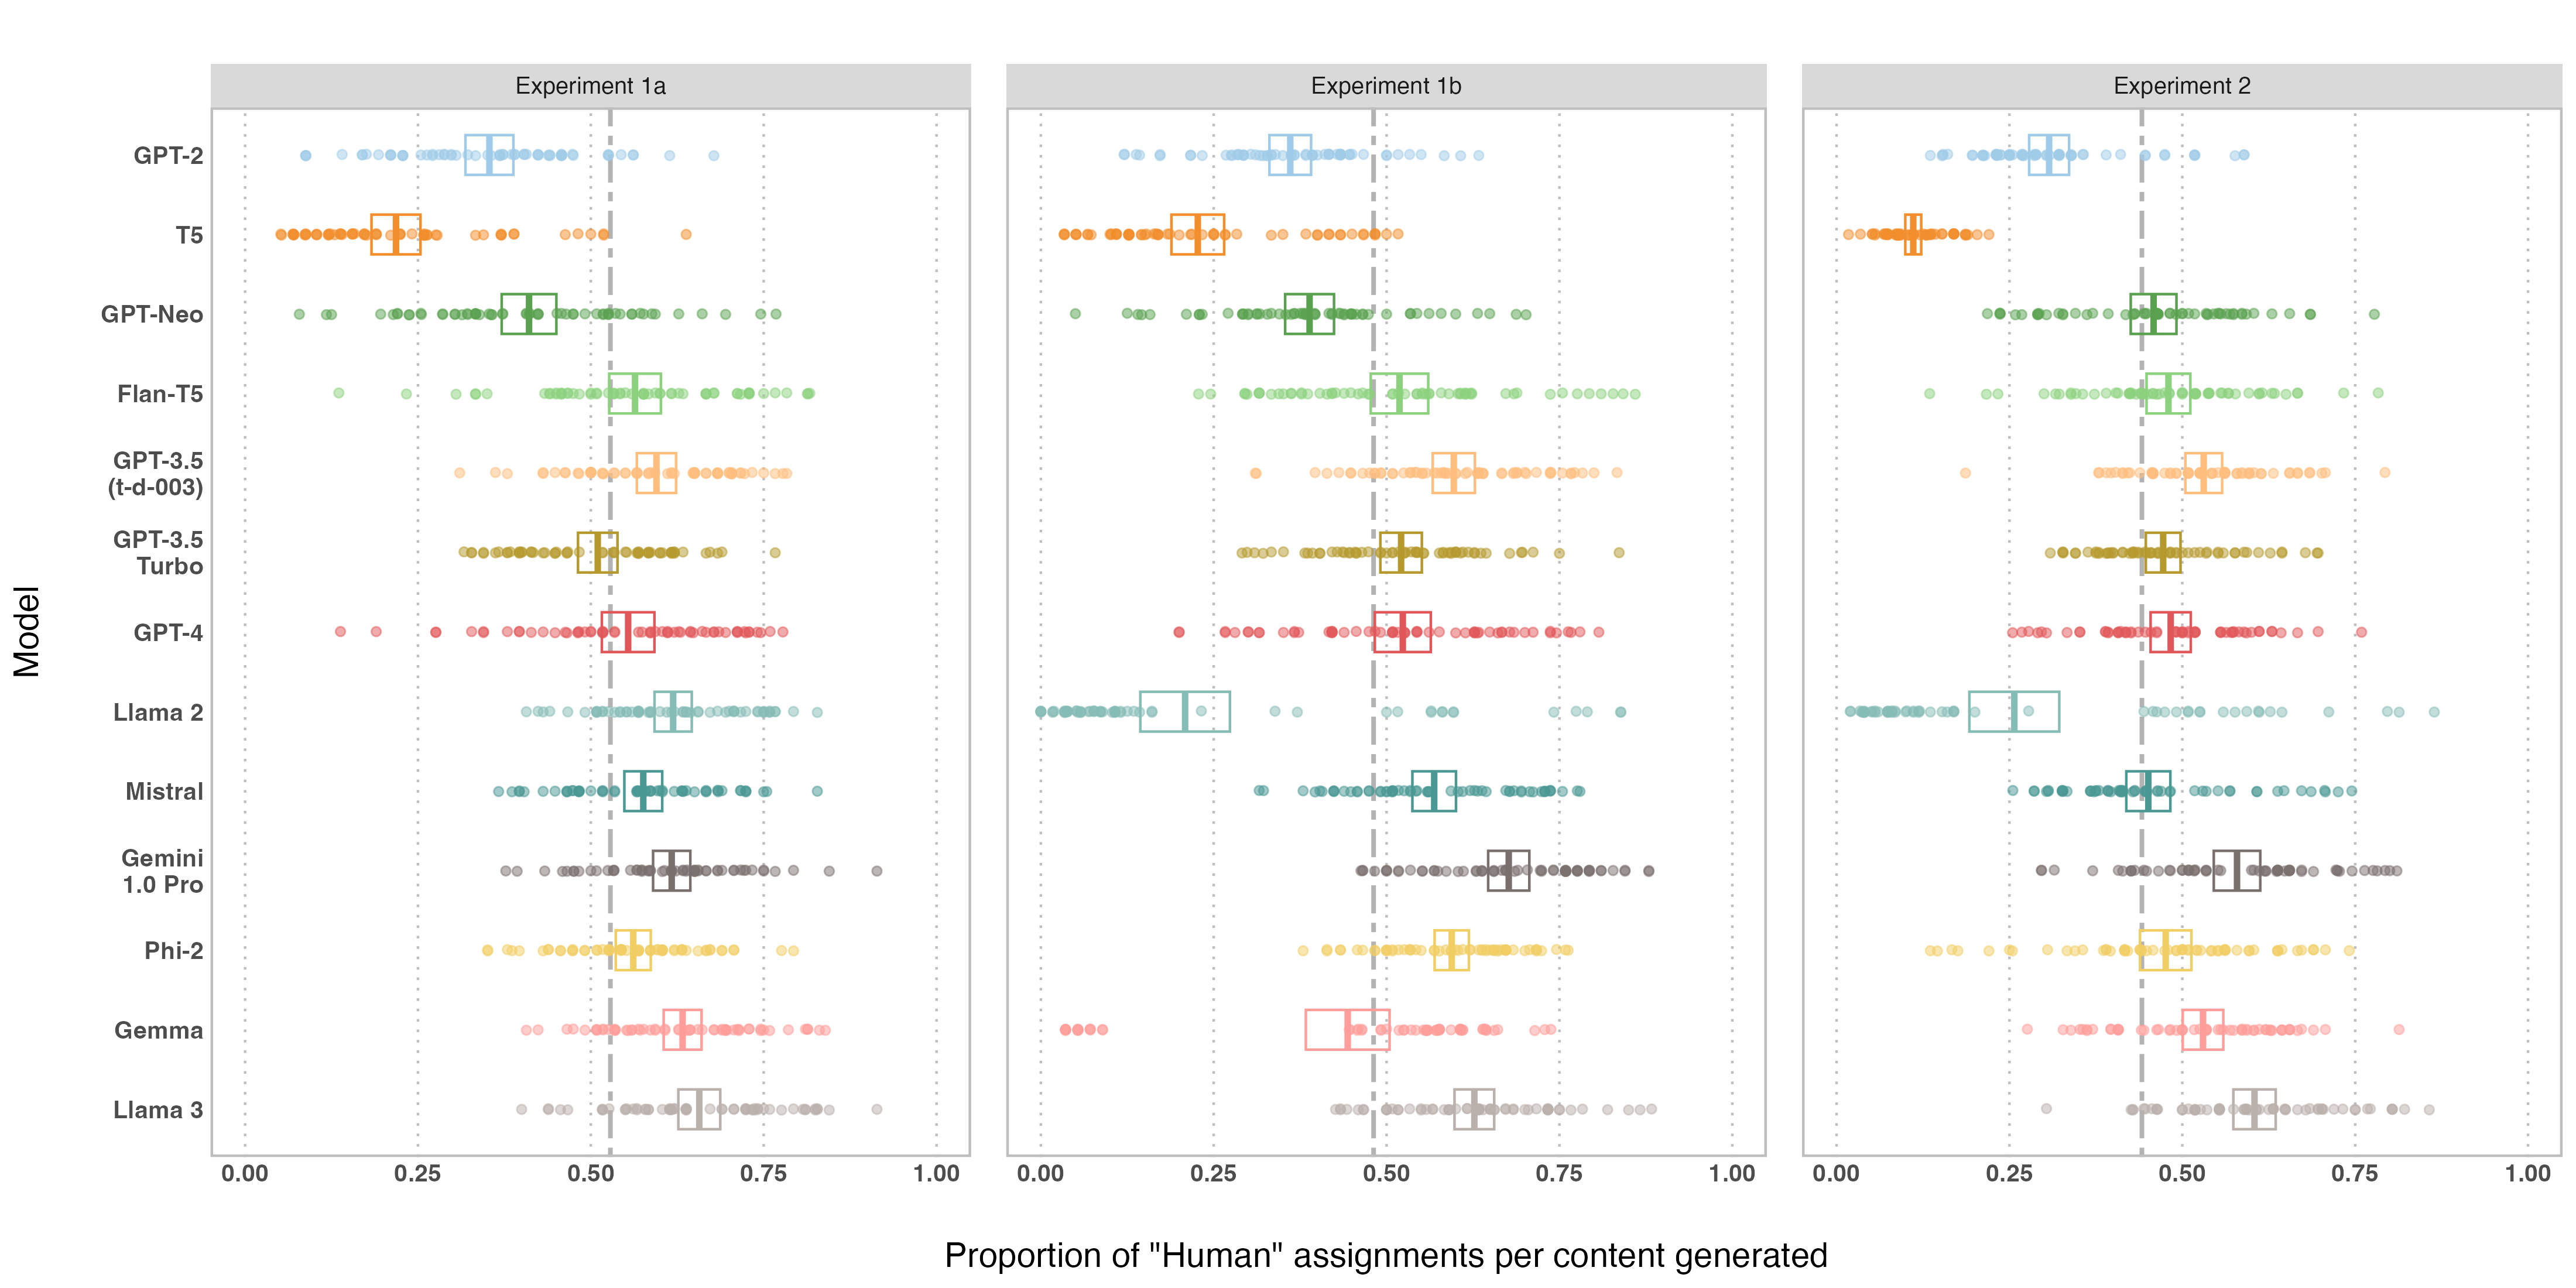 Experiment 1a
Experiment 1b
Experiment 2
Model
GPT-2
T5
GPT-Neo
Flan-T5
GPT-3.5
(t-d-003)
GPT-3.5
Turbo
GPT-4
Llama 2
Mistral
Gemini
1.0 Pro
Phi-2
Gemma
Llama 3
0.00 0.25 0.50 0.75 1.00
0.00 0.25 0.50 0.75 1.00
0.00 0.25 0.50 0.75 1.00
Proportion of "Human" assignments per content generated